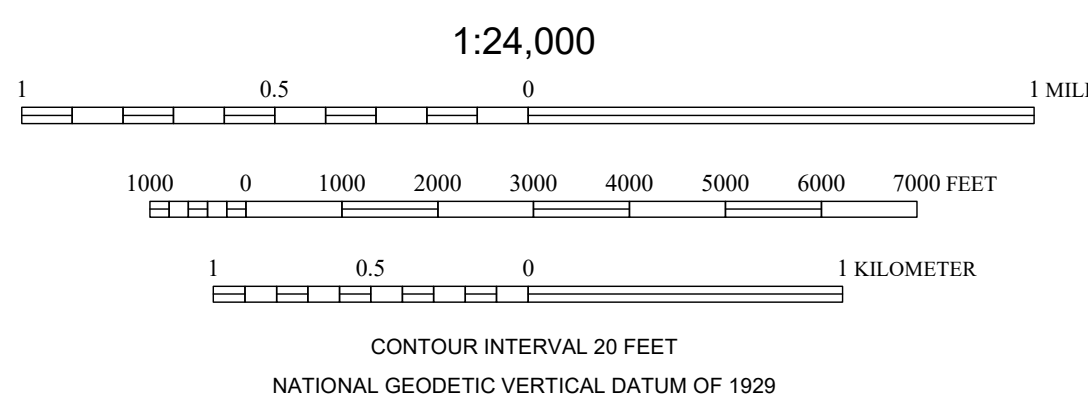 1:24,000
1 0.5 0 1 MILE
1000 0 1000 2000 3000 4000 5000 6000 7000 FEET
1 0.5 0 1 KILOMETER
CONTOUR INTERVAL 20 FEET
NATIONAL GEODETIC VERTICAL DATUM OF 1929